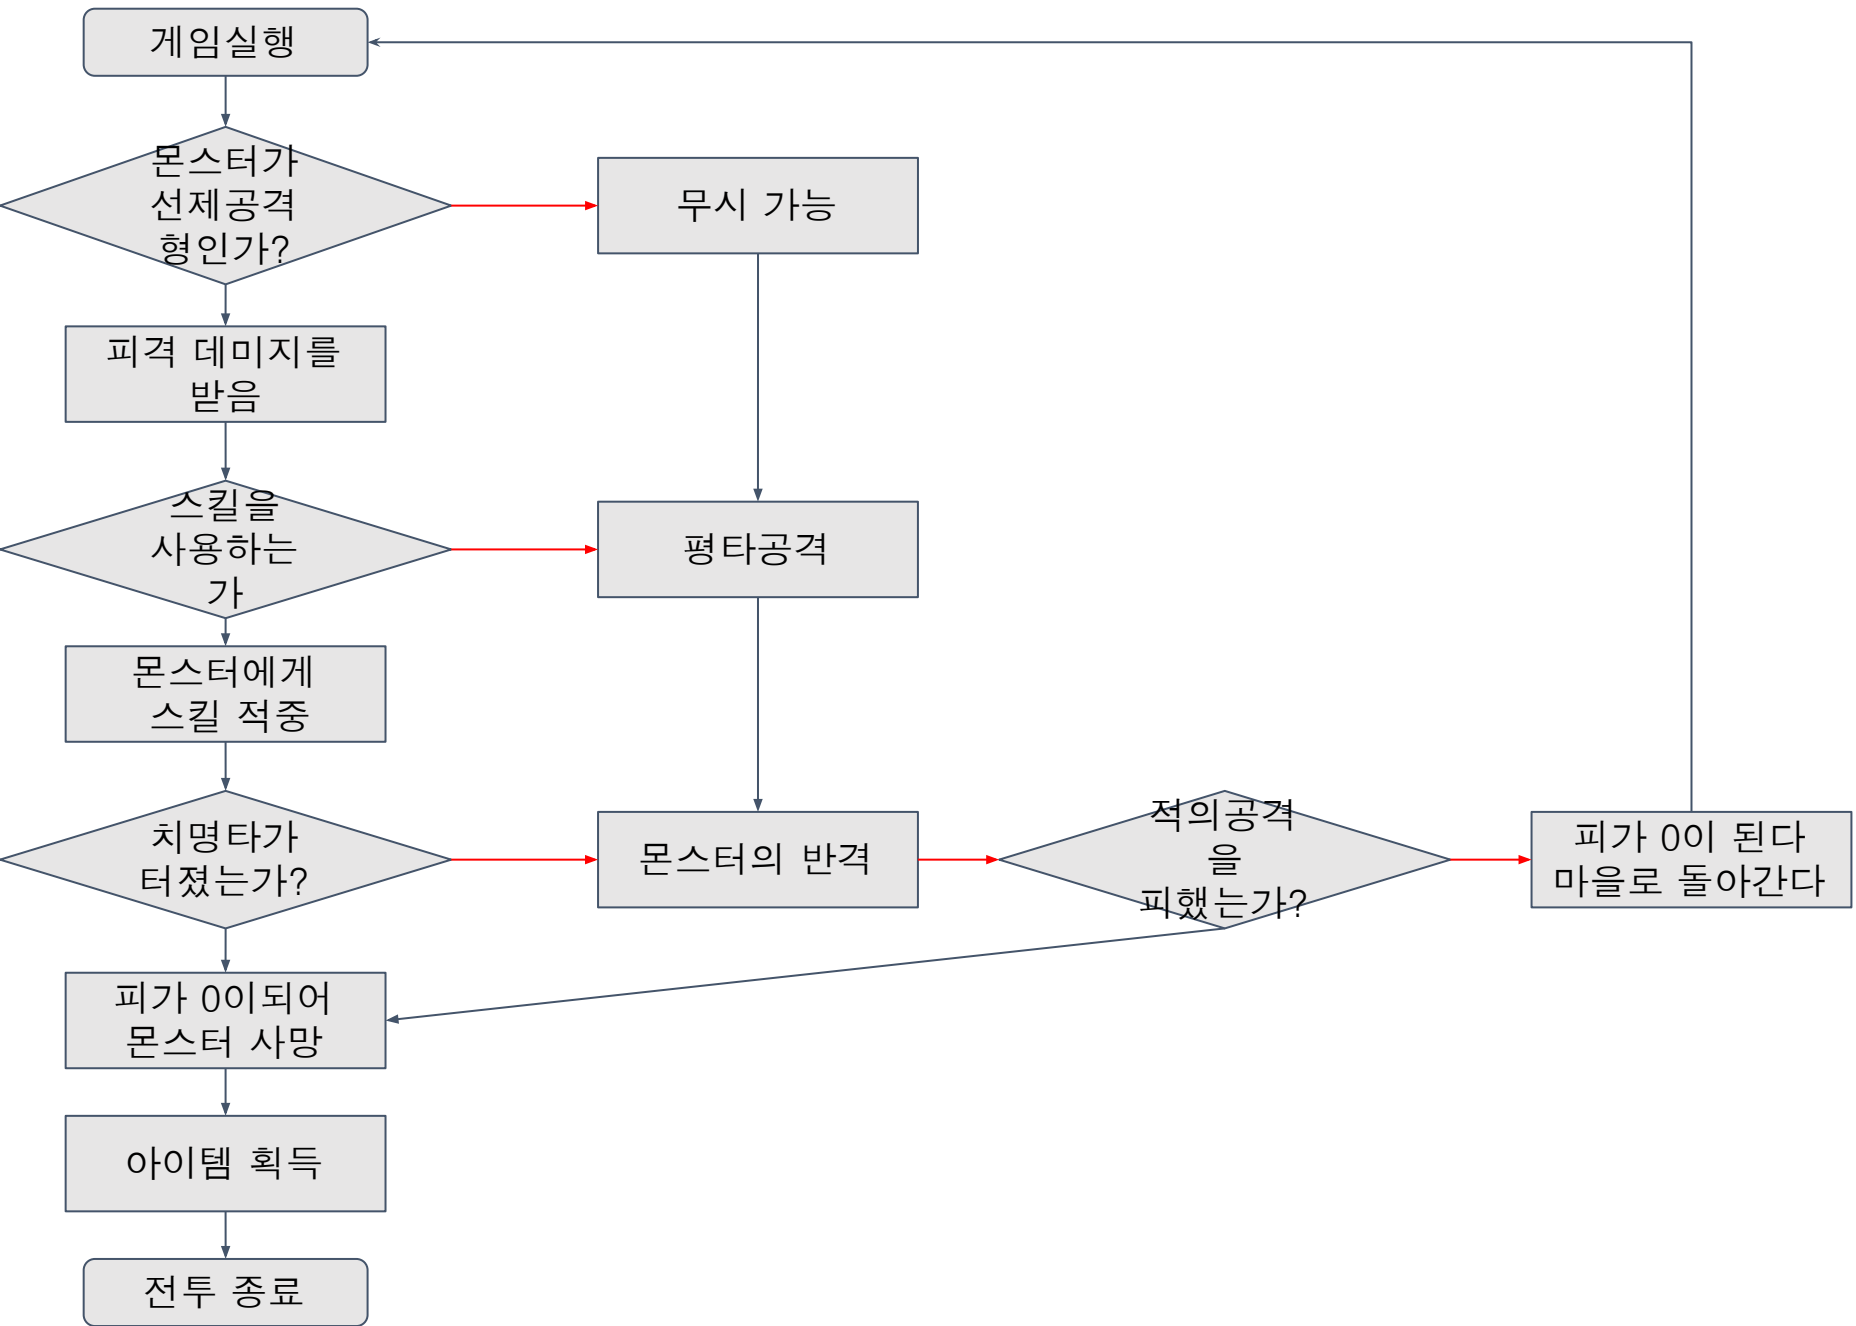 게임실행
몬스터가
선제공격
형인가?
무시 가능
피격 데미지를
받음
스킬을
사용하는
가
평타공격
몬스터에게
스킬 적중
치명타가
터졌는가?
몬스터의 반격
적의공격
을
피했는가?
피가 0이 된다
마을로 돌아간다
피가 0이되어
몬스터 사망
아이템 획득
전투 종료